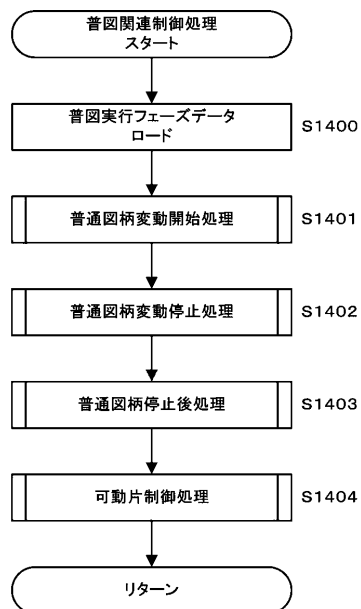 普図関連制御処理
スタート
普図実行フェーズデータ
ロード
S1400
普通図柄変動開始処理
S1401
普通図柄変動停止処理
S1402
普通図柄停止後処理
S1403
可動片制御処理
S1404
リターン